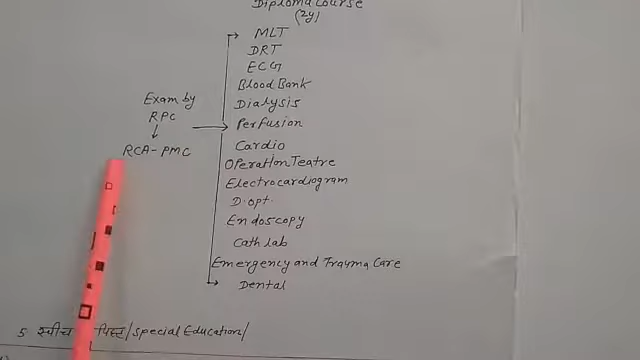 Diploma Course
(2y)
MLT
DRT
ECG
Blood Bank
Dialysis
Exam by
RPC
↓
RCA-PMC
→
Perfusion
Cardio
Operation Teatre
Electrocardiogram
D.opt.
Endoscopy
Cath lab
Emergency and Trauma Care
Dental
5 स्पीच पिस्ट/special Education/